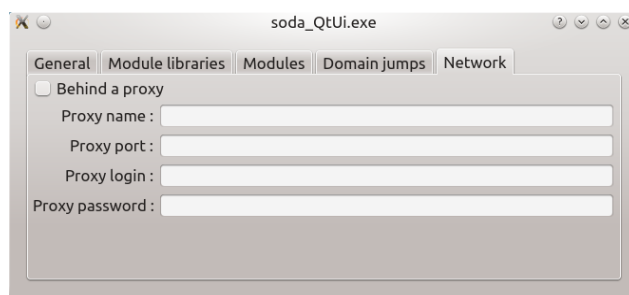 soda_QtUi.exe
General Module libraries Modules Domain jumps Network
Behind a proxy
Proxy name :
Proxy port :
Proxy login :
Proxy password :